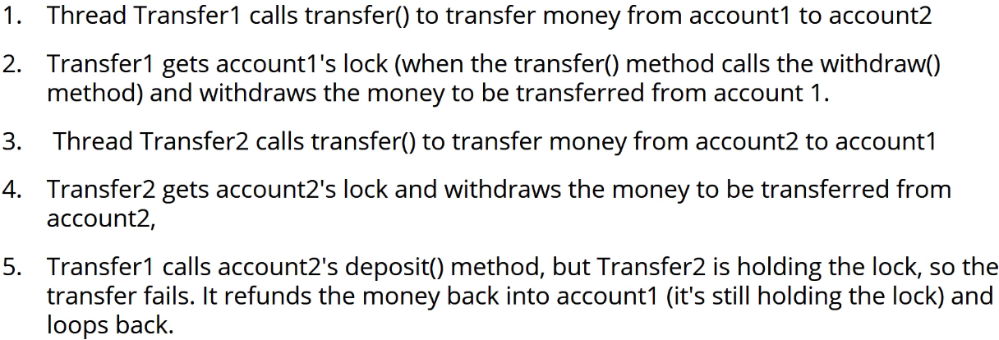 1. Thread Transfer1 calls transfer() to transfer money from account1 to account2
2. Transfer1 gets account1's lock (when the transfer() method calls the withdraw()
method) and withdraws the money to be transferred from account 1.
3. Thread Transfer2 calls transfer() to transfer money from account2 to account1
4. Transfer2 gets account2's lock and withdraws the money to be transferred from
account2,
5. Transfer1 calls account2's deposit() method, but Transfer2 is holding the lock, so the
transfer fails. It refunds the money back into account1 (it's still holding the lock) and
loops back.